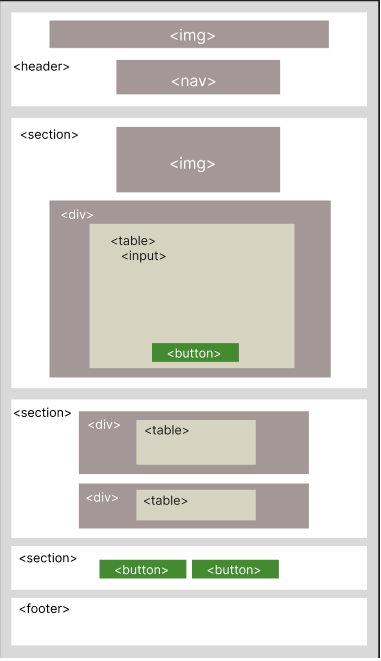 <img>
<header>
<nav>
<section>
<img>
<div>
<table>
<input>
<button>
<section>
<div>
<table>
<div>
<table>
<section>
<button> <button>
<footer>